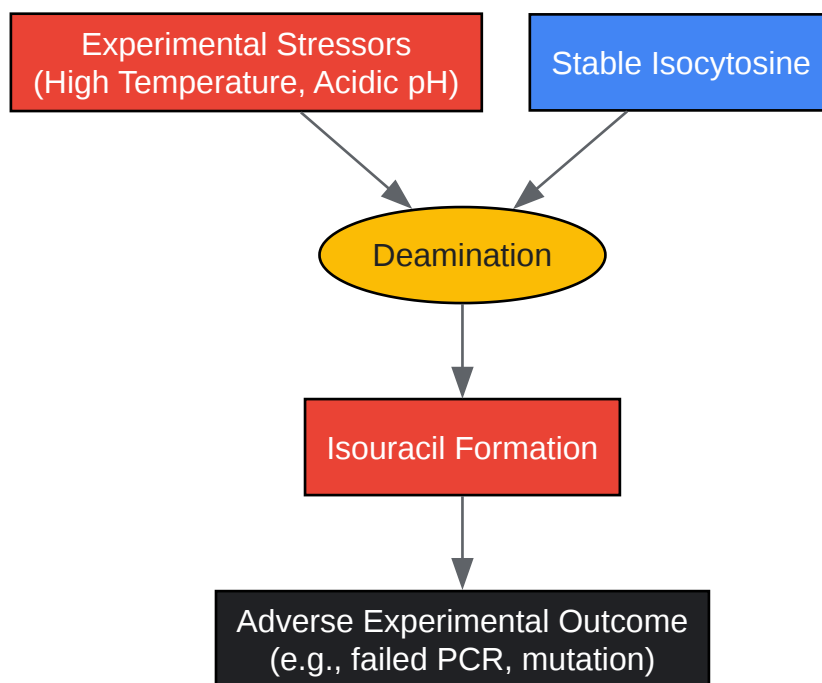 Experimental Stressors
(High Temperature, Acidic pH)
Stable Isocytosine
Deamination
Isouracil Formation
Adverse Experimental Outcome
(e.g., failed PCR, mutation)